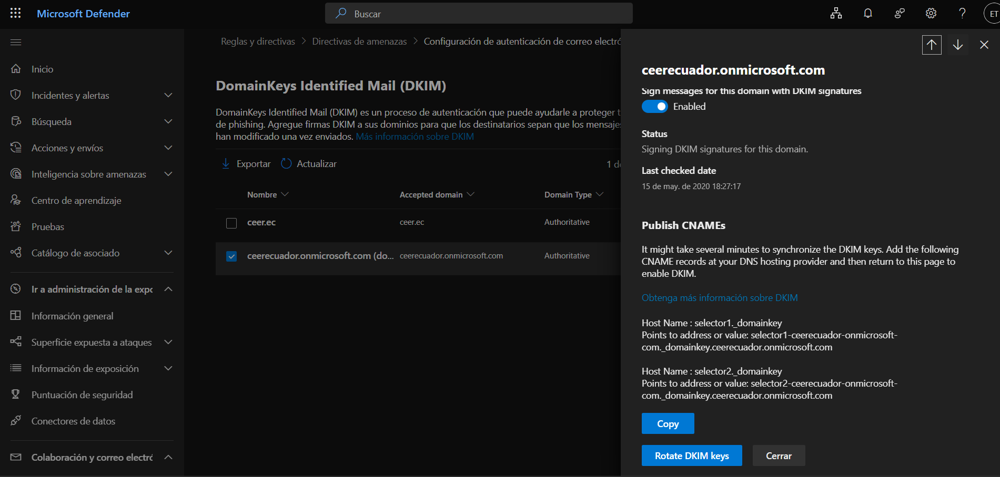 Microsoft Defender
Buscar
ET
Reglas y directivas > Directivas de amenazas > Configuración de autenticación de correo electró
Inicio
Incidentes y alertas
Búsqueda
Acciones y envíos
Inteligencia sobre amenazas
Centro de aprendizaje
Pruebas
Catálogo de asociado
Ir a administración de la expo
Información general
Superficie expuesta a ataques
Información de exposición
Puntuación de seguridad
Conectores de datos
Colaboración y correo electró
DomainKeys Identified Mail (DKIM)
DomainKeys Identified Mail (DKIM) es un proceso de autenticación que puede ayudarle a proteger t
de phishing. Agregue firmas DKIM a sus dominios para que los destinatarios sepan que los mensajes
han modificado una vez enviados. Más información sobre DKIM
Exportar Actualizar 1 de
Nombre Accepted domain Domain Type
ceer.ec ceer.ec Authoritative
ceerecuador.onmicrosoft.com (do... ceerecuador.onmicrosoft.com Authoritative
ceerecuador.onmicrosoft.com
Sign messages for this domain with DKIM signatures
Enabled
Status
Signing DKIM signatures for this domain.
Last checked date
15 de may. de 2020 18:27:17
Publish CNAMEs
It might take several minutes to synchronize the DKIM keys. Add the following
CNAME records at your DNS hosting provider and then return to this page to
enable DKIM.
Obtenga más información sobre DKIM
Host Name : selector1._domainkey
Points to address or value: selector1-ceerecuador-onmicrosoft-
com._domainkey.ceerecuador.onmicrosoft.com
Host Name : selector2._domainkey
Points to address or value: selector2-ceerecuador-onmicrosoft-
com._domainkey.ceerecuador.onmicrosoft.com
Copy
Rotate DKIM keys Cerrar